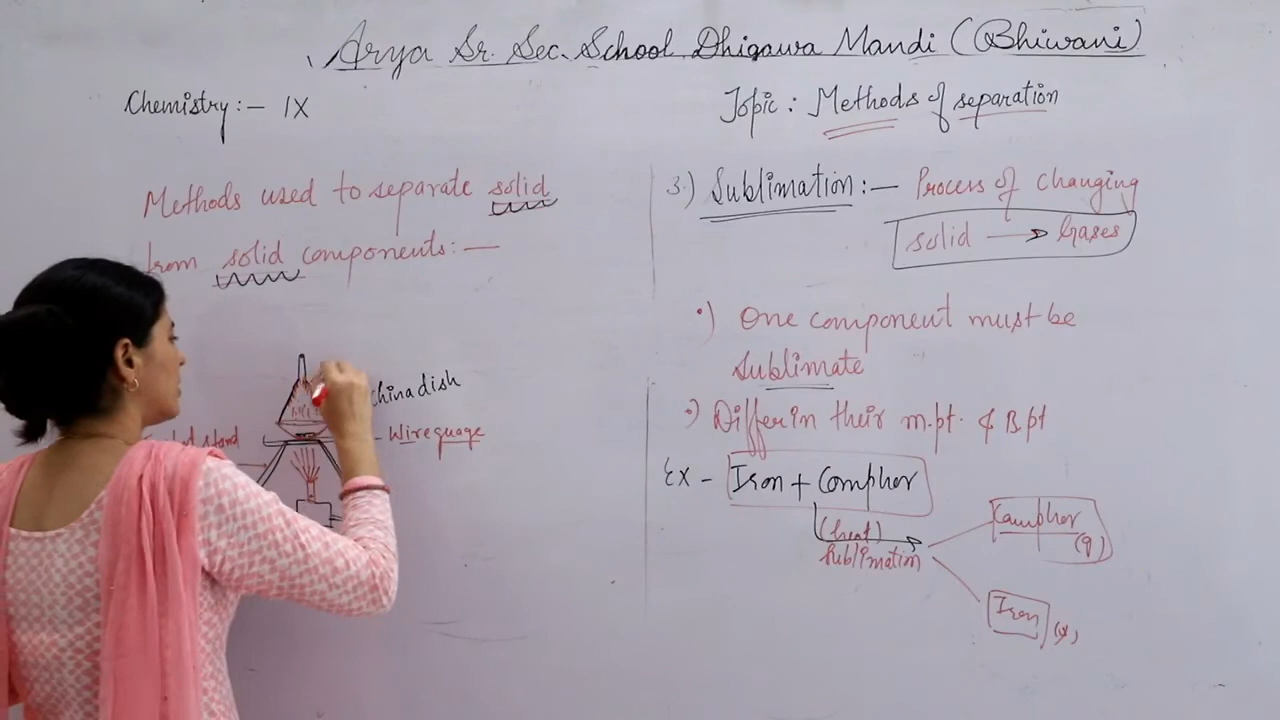 Arya Sr. Sec. School Dhigawa Mandi (Bhiwani)
Chemistry:- IX
Topic: Methods of separation
Methods used to separate solid
from solid components:-
chinadish
stand
- Wireguage
3.) Sublimation:- Process of changing
solid → Gases
•) One component must be
Sublimate
•) Differ in their m.pt. & B.pt
Ex - Iron + Camphor
(heat)
Sublimation
Camphor
(g)
Iron